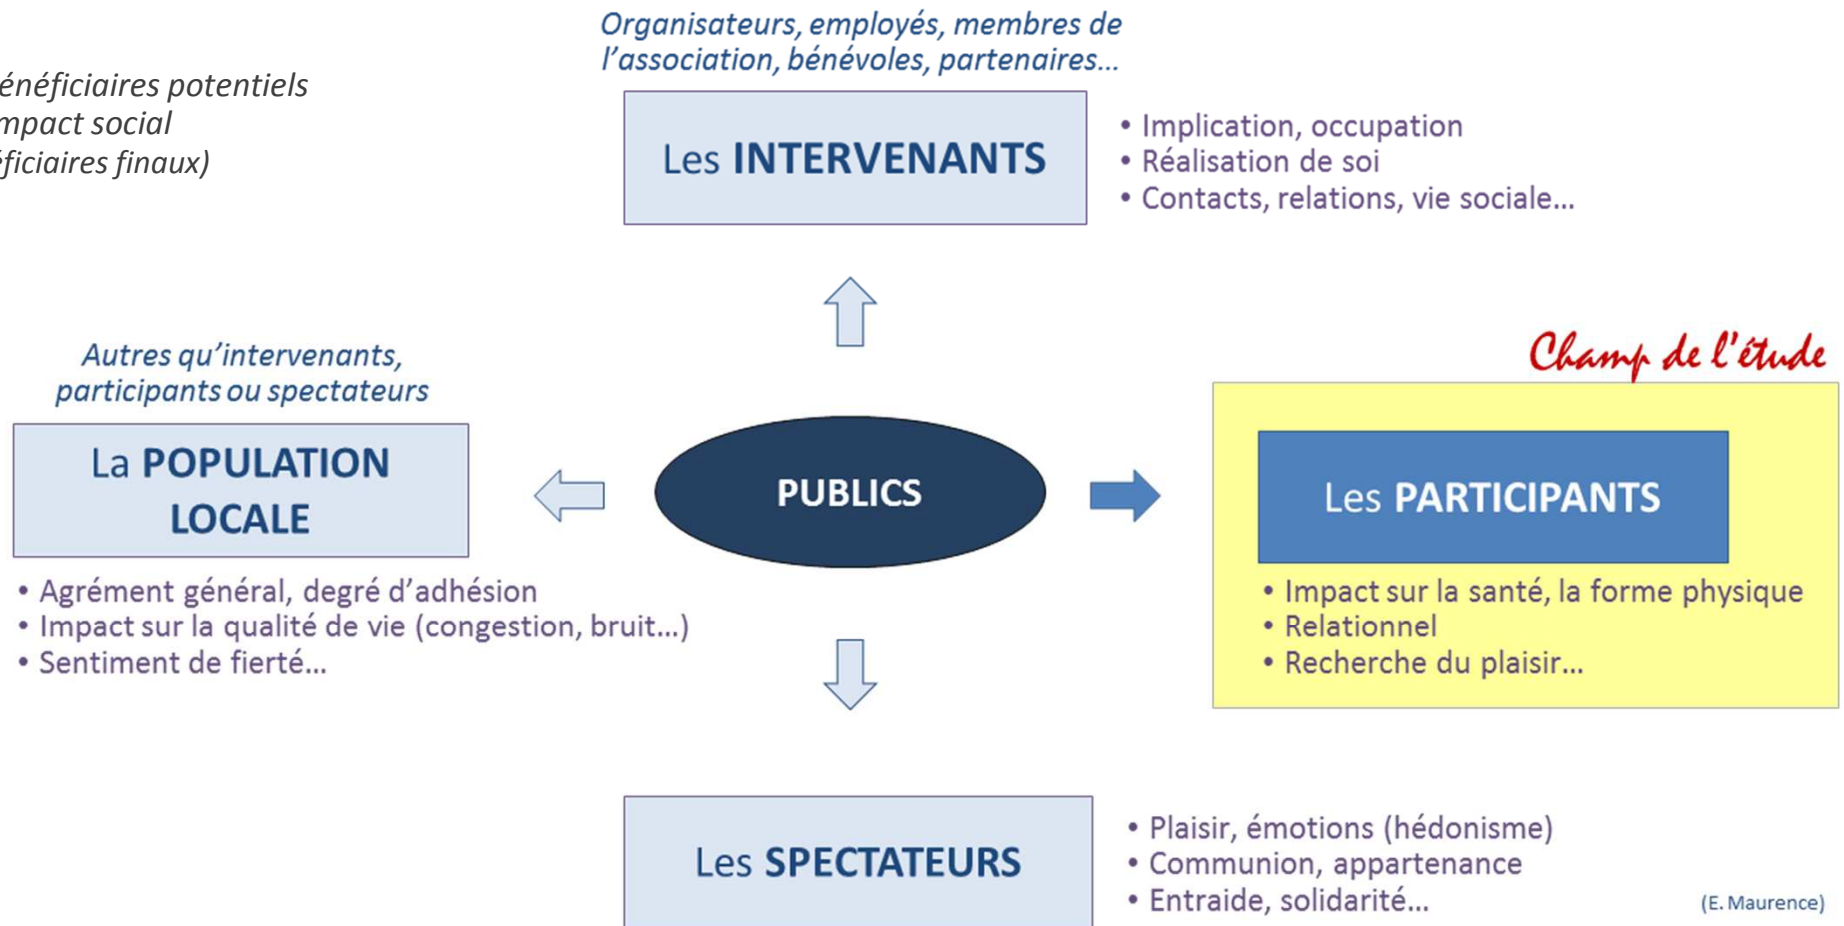 Organisateurs, employés, membres de
l'association, bénévoles, partenaires...
énéficiaires potentiels
mpact social
éficiaires finaux)
Les INTERVENANTS
• Implication, occupation
• Réalisation de soi
• Contacts, relations, vie sociale...
Autres qu'intervenants,
participants ou spectateurs
La POPULATION
LOCALE
• Agrément général, degré d'adhésion
• Impact sur la qualité de vie (congestion, bruit...)
• Sentiment de fierté...
PUBLICS
Champ de l'étude
Les PARTICIPANTS
• Impact sur la santé, la forme physique
• Relationnel
• Recherche du plaisir...
Les SPECTATEURS
• Plaisir, émotions (hédonisme)
• Communion, appartenance
• Entraide, solidarité...
(E. Maurence)